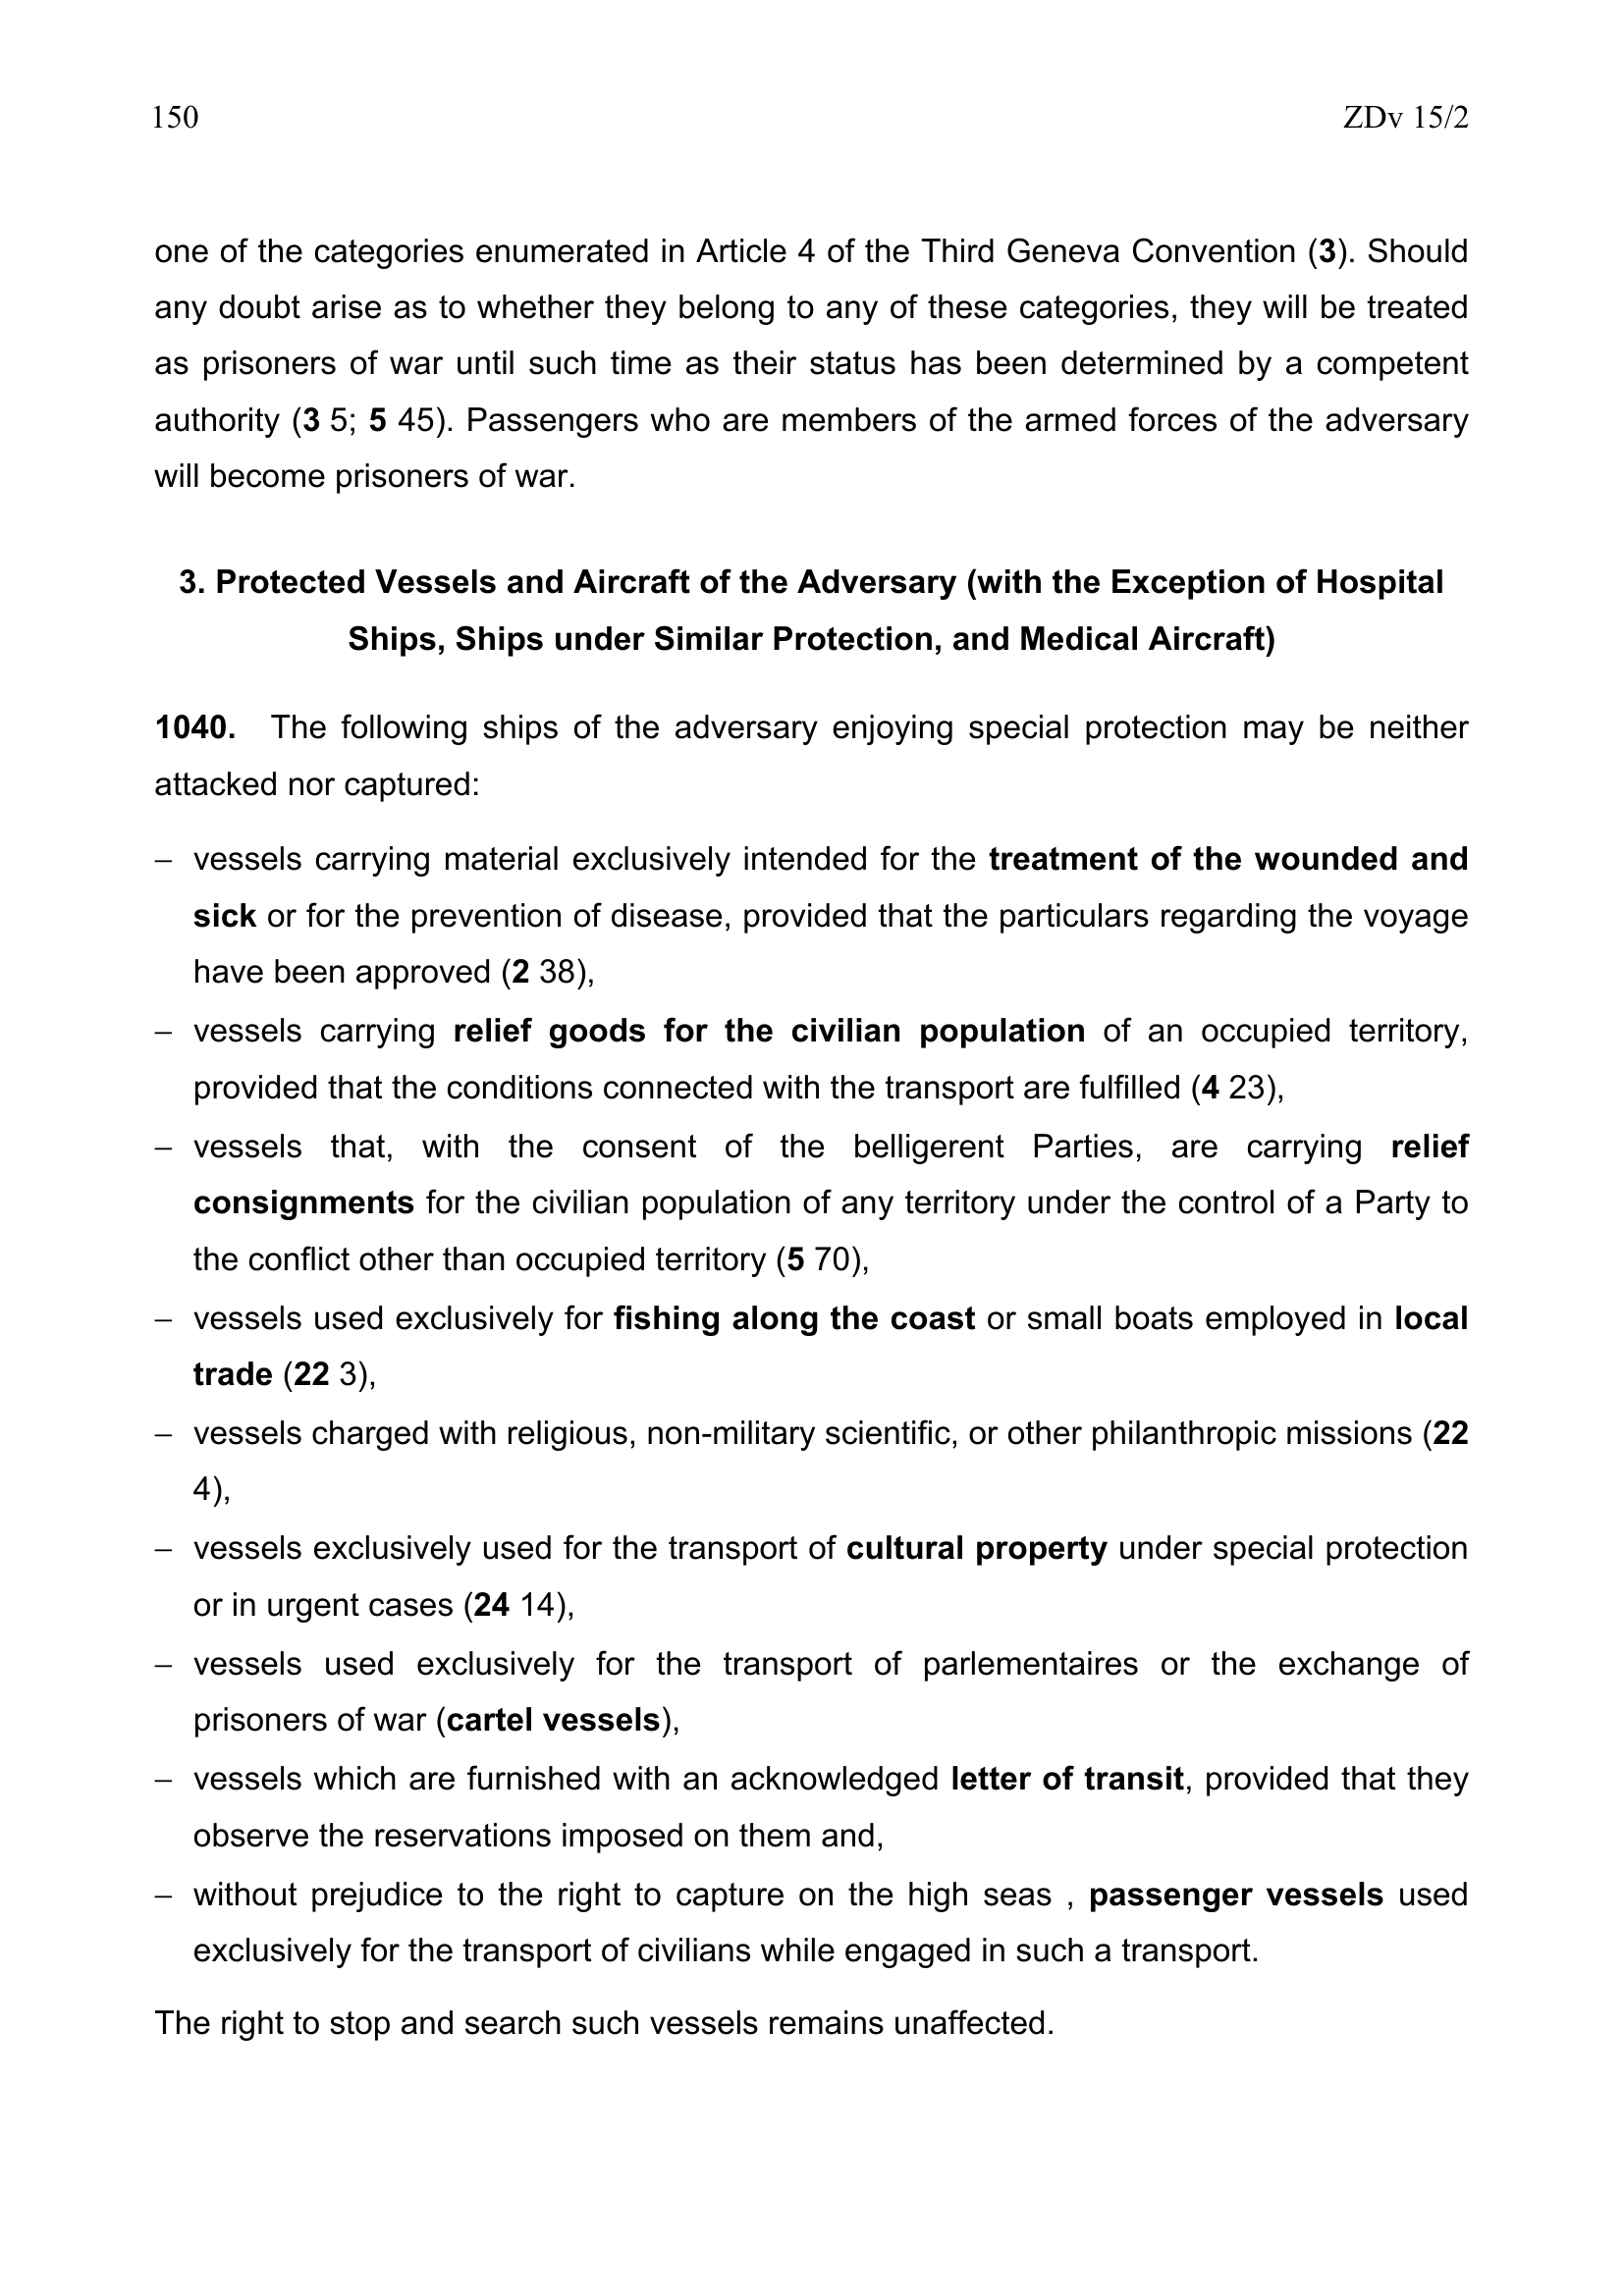 150 ZDv 15/2
one of the categories enumerated in Article 4 of the Third Geneva Convention (3). Should
any doubt arise as to whether they belong to any of these categories, they will be treated
as prisoners of war until such time as their status has been determined by a competent
authority (3 5; 5 45). Passengers who are members of the armed forces of the adversary
will become prisoners of war.
3. Protected Vessels and Aircraft of the Adversary (with the Exception of Hospital
Ships, Ships under Similar Protection, and Medical Aircraft)
1040. The following ships of the adversary enjoying special protection may be neither
attacked nor captured:
– vessels carrying material exclusively intended for the treatment of the wounded and
sick or for the prevention of disease, provided that the particulars regarding the voyage
have been approved (2 38),
– vessels carrying relief goods for the civilian population of an occupied territory,
provided that the conditions connected with the transport are fulfilled (4 23),
– vessels that, with the consent of the belligerent Parties, are carrying relief
consignments for the civilian population of any territory under the control of a Party to
the conflict other than occupied territory (5 70),
– vessels used exclusively for fishing along the coast or small boats employed in local
trade (22 3),
– vessels charged with religious, non-military scientific, or other philanthropic missions (22
4),
– vessels exclusively used for the transport of cultural property under special protection
or in urgent cases (24 14),
– vessels used exclusively for the transport of parlementaires or the exchange of
prisoners of war (cartel vessels),
– vessels which are furnished with an acknowledged letter of transit, provided that they
observe the reservations imposed on them and,
– without prejudice to the right to capture on the high seas , passenger vessels used
exclusively for the transport of civilians while engaged in such a transport.
The right to stop and search such vessels remains unaffected.